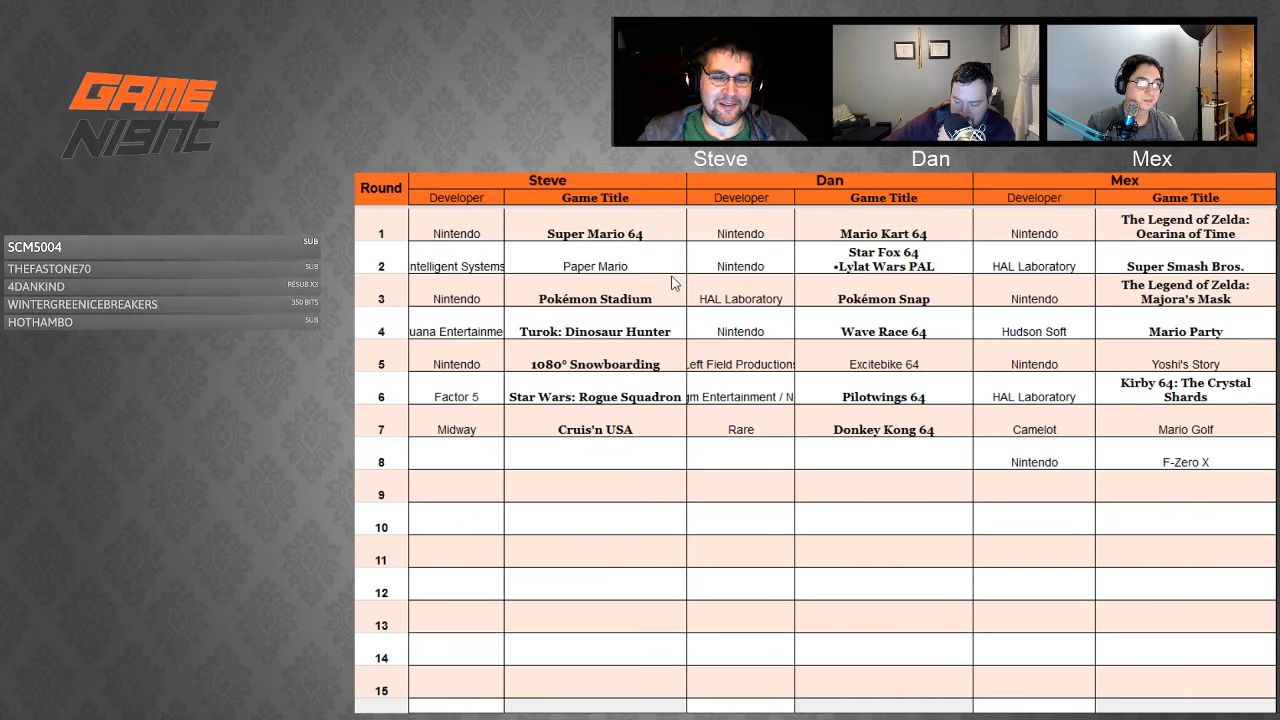 GAME
Night
Steve
Dan
Mex
SCM5004 SUB
THEFASTONE70 SUB
4DANKIND RESUB X3
WINTERGREENICEBREAKERS 350 BITS
HOTHAMBO SUB
Round Steve Dan Mex
Developer Game Title Developer Game Title Developer Game Title
1 Nintendo Super Mario 64 Nintendo Mario Kart 64 Nintendo The Legend of Zelda:
Ocarina of Time
2 ntelligent Systems Paper Mario Nintendo Star Fox 64
•Lylat Wars PAL HAL Laboratory Super Smash Bros.
3 Nintendo Pokémon Stadium HAL Laboratory Pokémon Snap Nintendo The Legend of Zelda:
Majora's Mask
4 uana Entertainme Turok: Dinosaur Hunter Nintendo Wave Race 64 Hudson Soft Mario Party
5 Nintendo 1080° Snowboarding Left Field Productions Excitebike 64 Nintendo Yoshi's Story
6 Factor 5 Star Wars: Rogue Squadron gm Entertainment / N Pilotwings 64 HAL Laboratory Kirby 64: The Crystal
Shards
7 Midway Cruis'n USA Rare Donkey Kong 64 Camelot Mario Golf
8 Nintendo F-Zero X
9
10
11
12
13
14
15